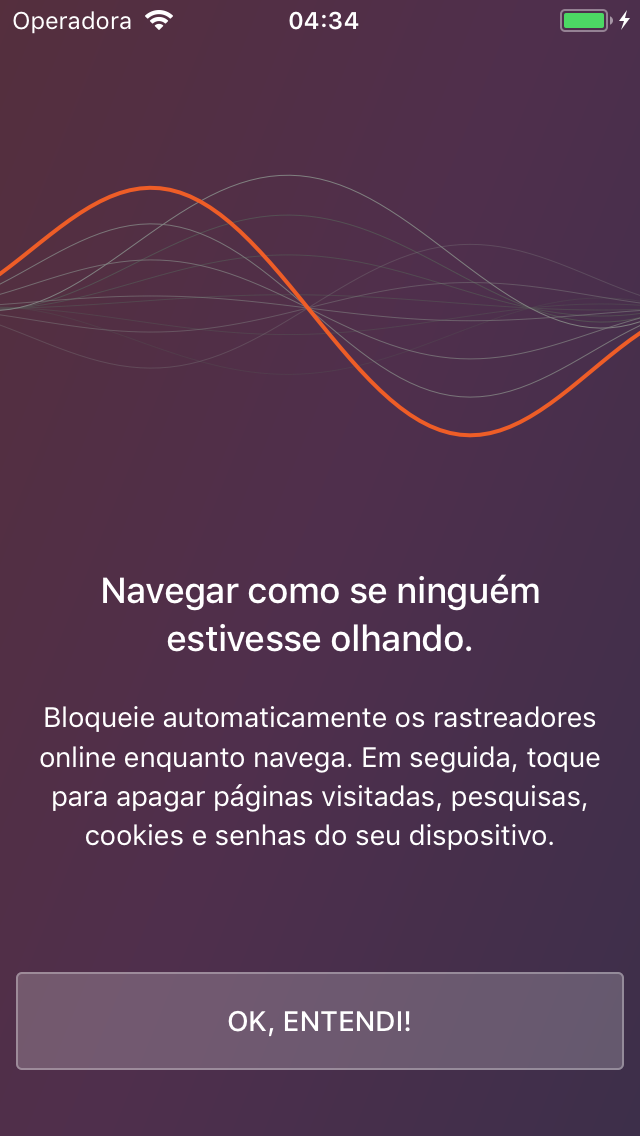 Operadora 04:34
Navegar como se ninguém
estivesse olhando.
Bloqueie automaticamente os rastreadores
online enquanto navega. Em seguida, toque
para apagar páginas visitadas, pesquisas,
cookies e senhas do seu dispositivo.
OK, ENTENDI!